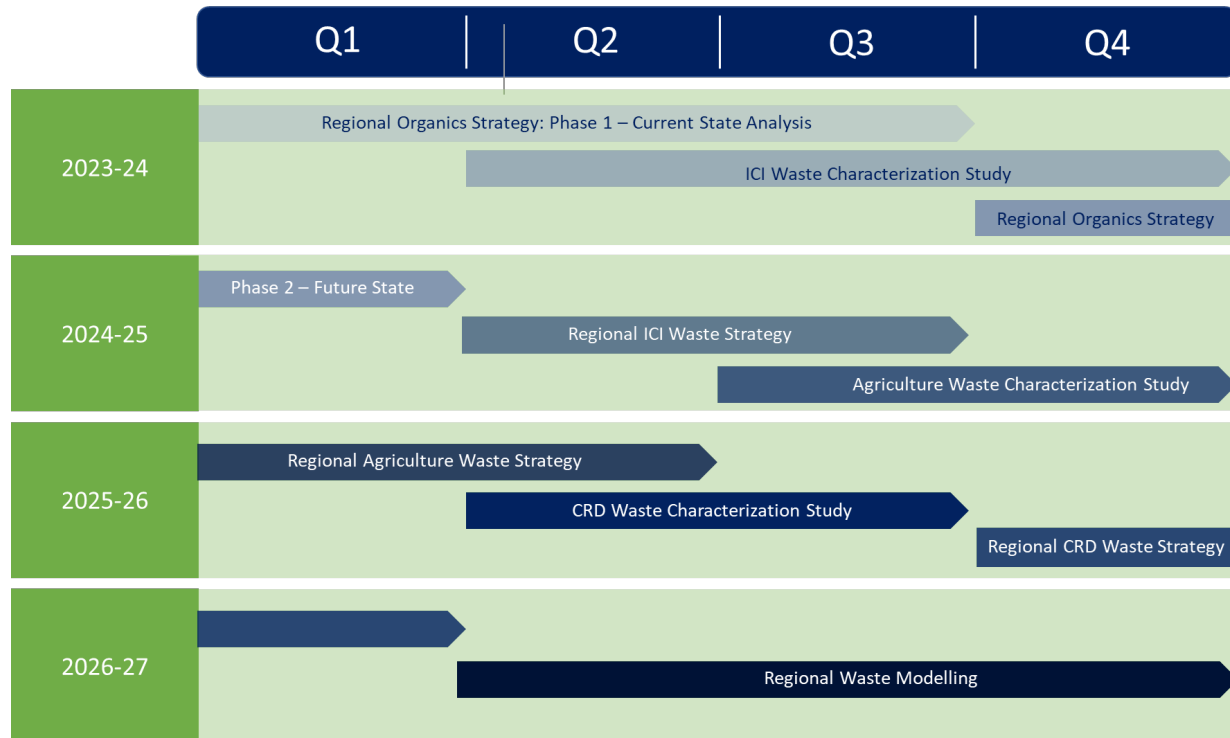 Q1
Q2
Q3
Q4
2023-24
Regional Organics Strategy: Phase 1 – Current State Analysis
ICI Waste Characterization Study
Regional Organics Strategy
2024-25
Phase 2 – Future State
Regional ICI Waste Strategy
Agriculture Waste Characterization Study
2025-26
Regional Agriculture Waste Strategy
CRD Waste Characterization Study
Regional CRD Waste Strategy
2026-27
Regional Waste Modelling